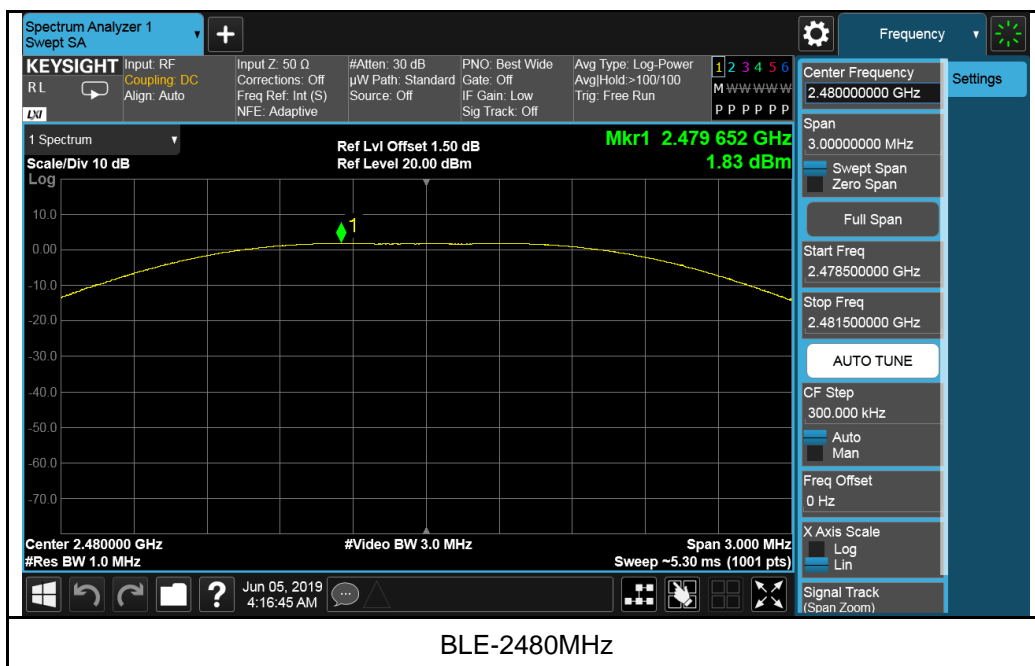 Spectrum Analyzer 1
Swept SA
+
Frequency
KEYSIGHT
RL
LXI
Input: RF
Coupling: DC
Align: Auto
Input Z: 50 Ω
Corrections: Off
Freq Ref: Int (S)
NFE: Adaptive
#Atten: 30 dB
µW Path: Standard
Source: Off
PNO: Best Wide
Gate: Off
IF Gain: Low
Sig Track: Off
Avg Type: Log-Power
Avg|Hold:>100/100
Trig: Free Run
1 2 3 4 5 6
M W W W W W
P P P P P P
1 Spectrum
Scale/Div 10 dB
Log
Ref Lvl Offset 1.50 dB
Ref Level 20.00 dBm
Mkr1 2.479 652 GHz
1.83 dBm
1
10.0
0.00
-10.0
-20.0
-30.0
-40.0
-50.0
-60.0
-70.0
Center 2.480000 GHz
#Res BW 1.0 MHz
#Video BW 3.0 MHz
Span 3.000 MHz
Sweep ~5.30 ms (1001 pts)
Center Frequency
2.480000000 GHz
Span
3.00000000 MHz
Swept Span
Zero Span
Full Span
Start Freq
2.478500000 GHz
Stop Freq
2.481500000 GHz
AUTO TUNE
CF Step
300.000 kHz
Auto
Man
Freq Offset
0 Hz
X Axis Scale
Log
Lin
Signal Track
(Span Zoom)
Settings
?
Jun 05, 2019
4:16:45 AM
BLE-2480MHz